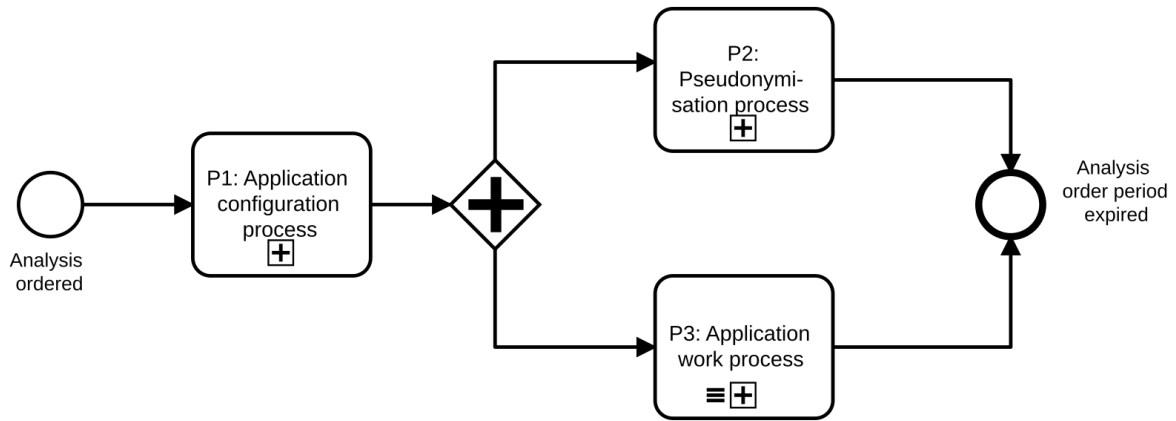 Analysis
ordered
P1: Application
configuration
process
P2:
Pseudonymi-
sation process
P3: Application
work process
Analysis
order period
expired